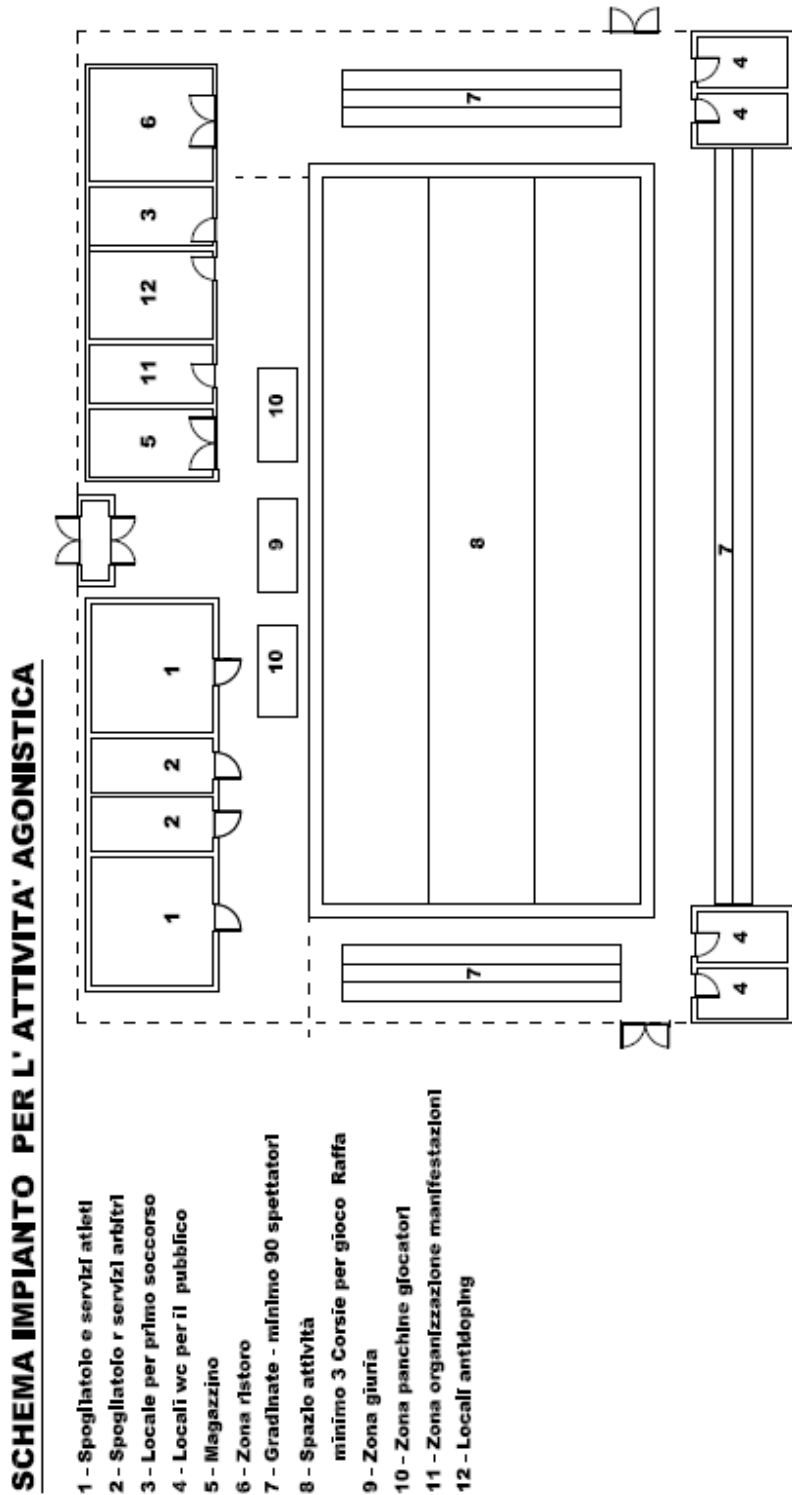 SCHEMA IMPIANTO PER L' ATTIVITA' AGONISTICA
1 - Spogliatoio e servizi atleti
2 - Spogliatoio r servizi arbitri
3 - Locale per primo soccorso
4 - Locali wc per il pubblico
5 - Magazzino
6 - Zona ristoro
7 - Gradinate - minimo 90 spettatori
8 - Spazio attività
minimo 3 Corsie per gioco Raffa
9 - Zona giuria
10 - Zona panchine giocatori
11 - Zona organizzazione manifestazioni
12 - Locali antidoping
1 2 2 1 5 11 12 3 6
10 9 10
7 8 7
7
4 4 4 4